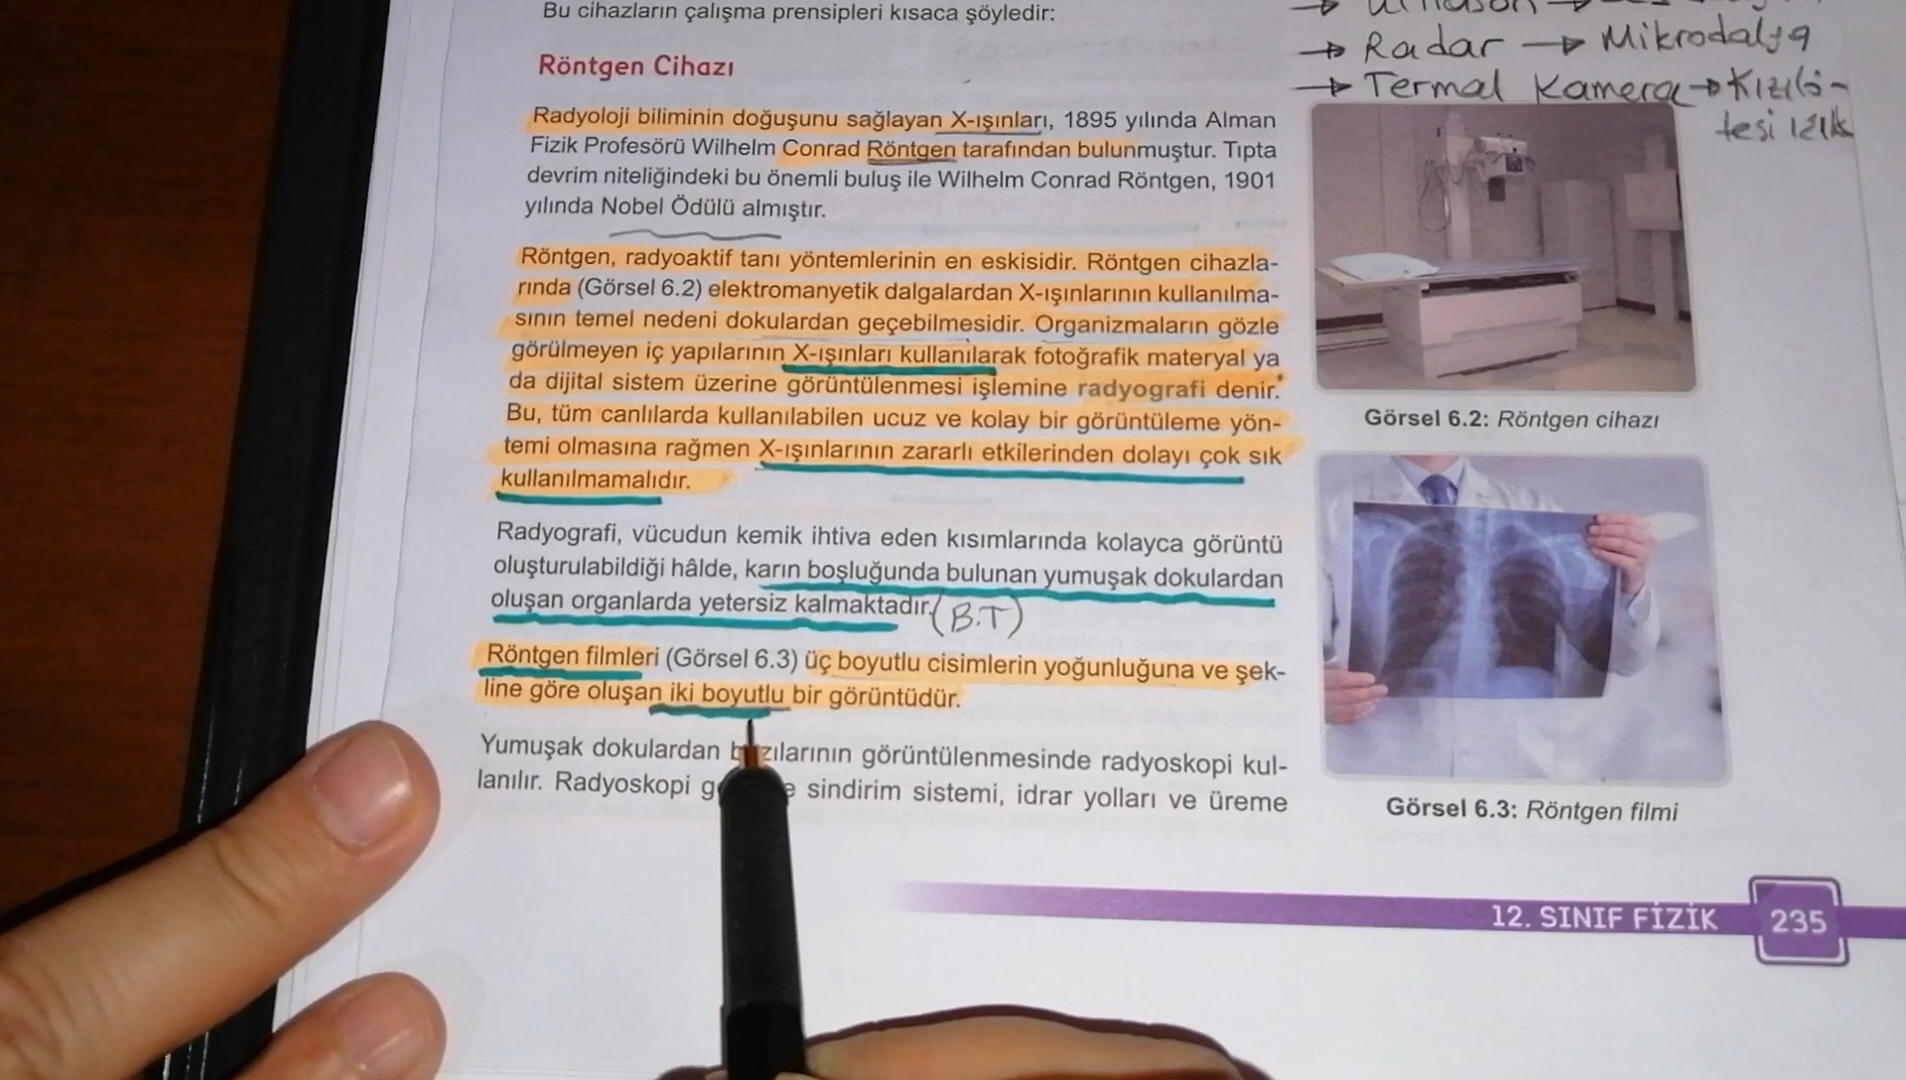 Bu cihazların çalışma prensipleri kısaca şöyledir:
→ Radar → Mikrodalga
→ Termal Kamera → Kızılö-
tesi Işık
Röntgen Cihazı
Radyoloji biliminin doğuşunu sağlayan X-ışınları, 1895 yılında Alman
Fizik Profesörü Wilhelm Conrad Röntgen tarafından bulunmuştur. Tıpta
devrim niteliğindeki bu önemli buluş ile Wilhelm Conrad Röntgen, 1901
yılında Nobel Ödülü almıştır.
Röntgen, radyoaktif tanı yöntemlerinin en eskisidir. Röntgen cihazla-
rında (Görsel 6.2) elektromanyetik dalgalardan X-ışınlarının kullanılma-
sının temel nedeni dokulardan geçebilmesidir. Organizmaların gözle
görülmeyen iç yapılarının X-ışınları kullanılarak fotoğrafik materyal ya
da dijital sistem üzerine görüntülenmesi işlemine radyografi denir.
Bu, tüm canlılarda kullanılabilen ucuz ve kolay bir görüntüleme yön-
temi olmasına rağmen X-ışınlarının zararlı etkilerinden dolayı çok sık
kullanılmamalıdır.
Radyografi, vücudun kemik ihtiva eden kısımlarında kolayca görüntü
oluşturulabildiği hâlde, karın boşluğunda bulunan yumuşak dokulardan
oluşan organlarda yetersiz kalmaktadır. (B.T)
Röntgen filmleri (Görsel 6.3) üç boyutlu cisimlerin yoğunluğuna ve şek-
line göre oluşan iki boyutlu bir görüntüdür.
Yumuşak dokulardan bazılarının görüntülenmesinde radyoskopi kul-
lanılır. Radyoskopi sindirim sistemi, idrar yolları ve üreme
Görsel 6.2: Röntgen cihazı
Görsel 6.3: Röntgen filmi
12. SINIF FİZİK 235